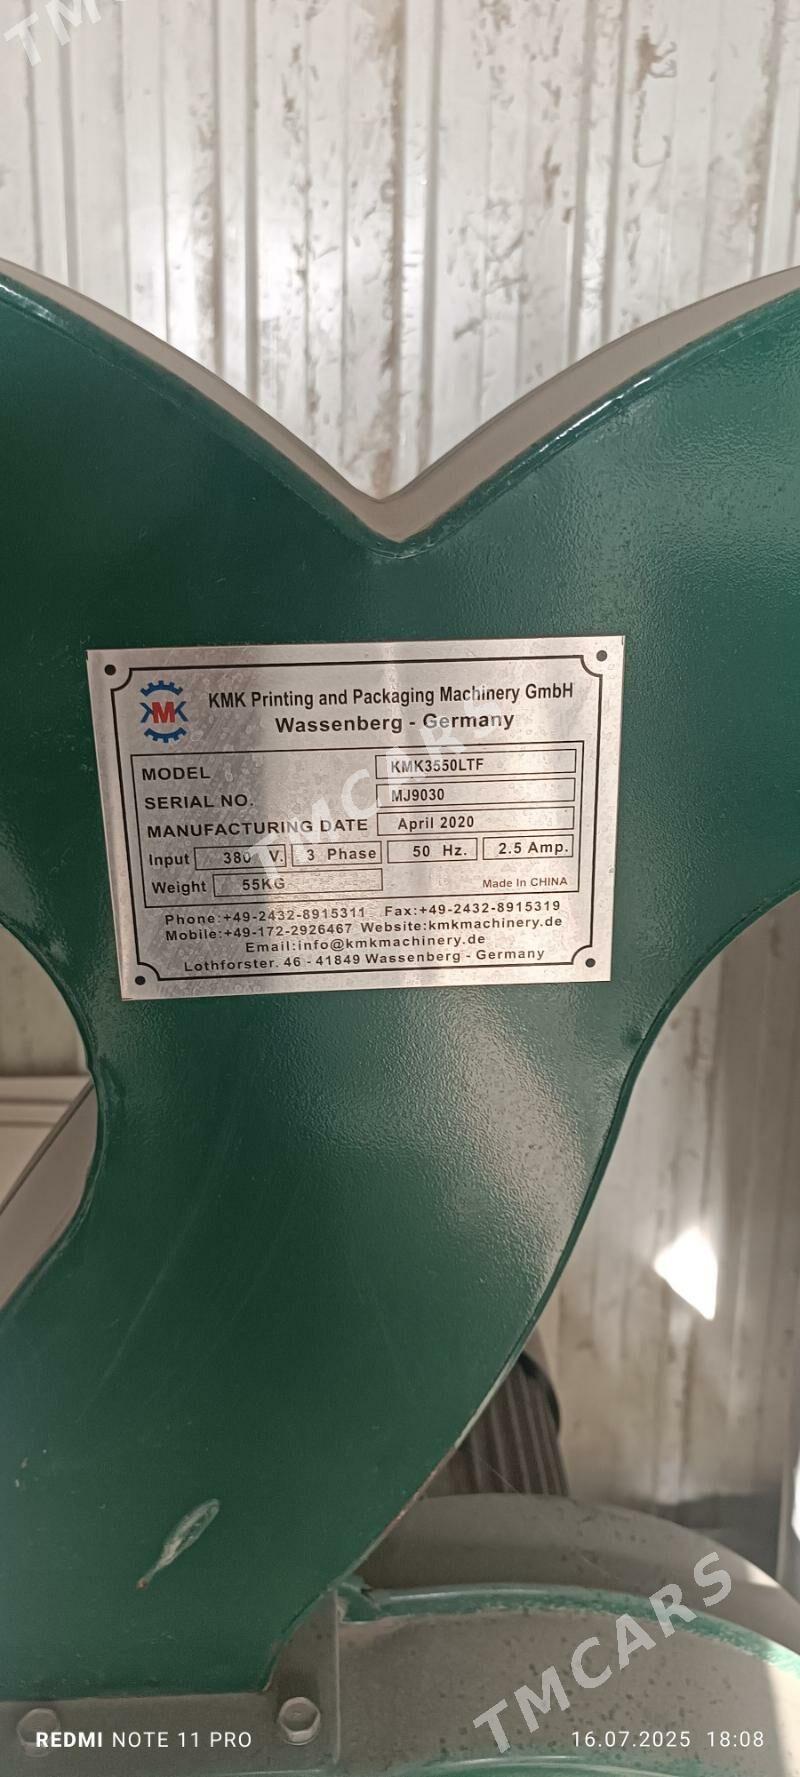 TMCARS
KMK
KMK Printing and Packaging Machinery GmbH
Wassenberg - Germany
MODEL KMK3550LTF
SERIAL NO. MJ9030
MANUFACTURING DATE April 2020
Input 380 V. 3 Phase 50 Hz. 2.5 Amp.
Weight 55KG Made In CHINA
Phone:+49-2432-8915311 Fax:+49-2432-8915319
Mobile:+49-172-2926467 Website:kmkmachinery.de
Email:info@kmkmachinery.de
Lothforster. 46 - 41849 Wassenberg - Germany
TMCARS
TMCARS
REDMI NOTE 11 PRO 16.07.2025 18:08